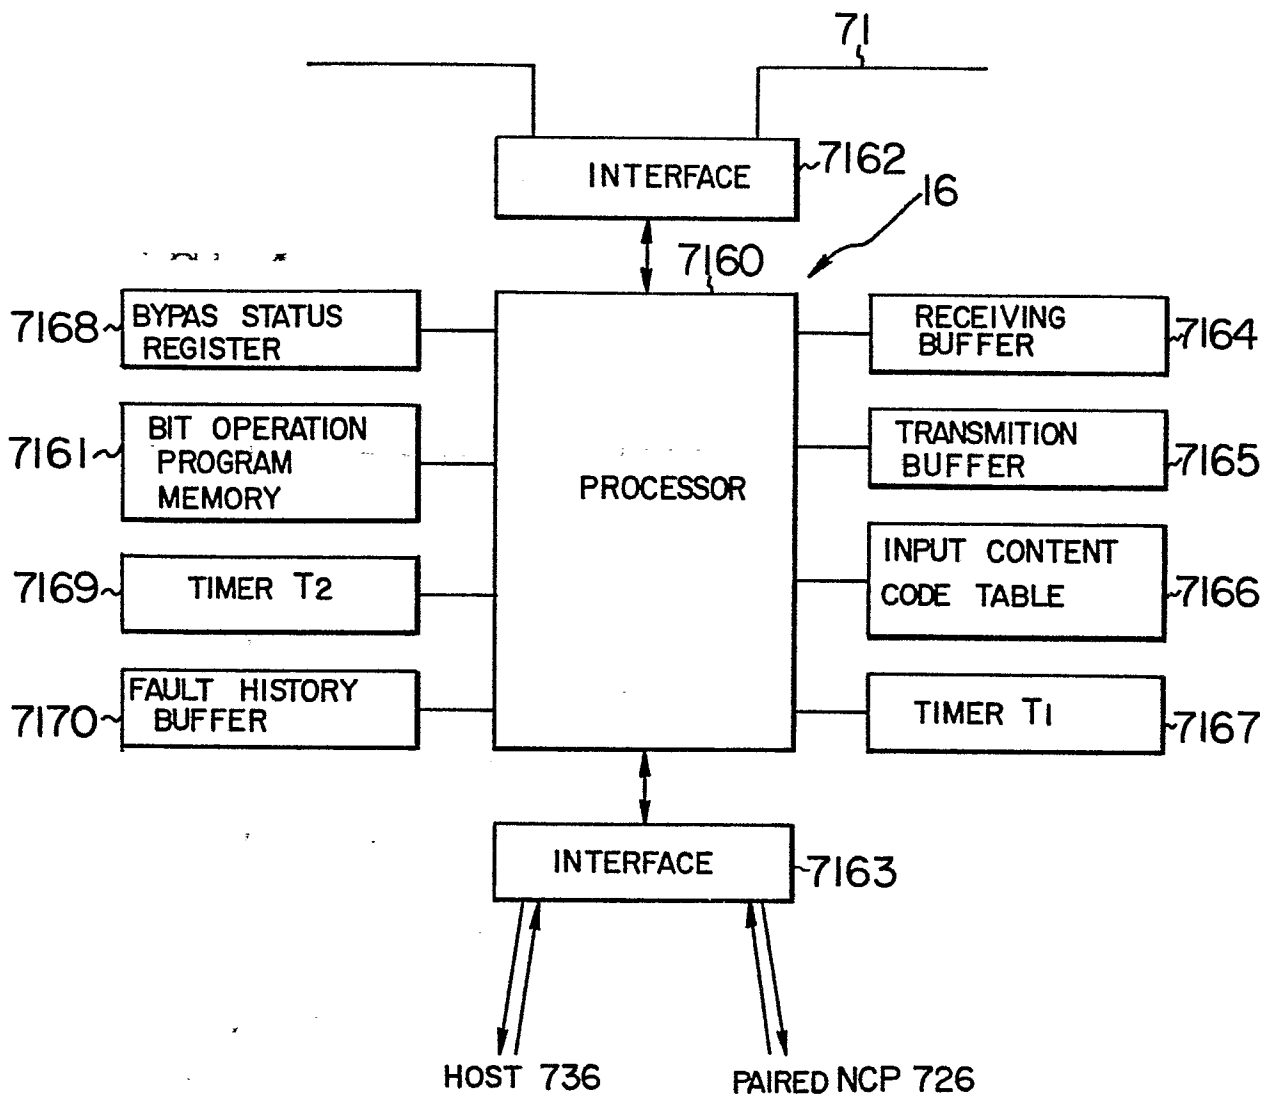 71
INTERFACE
7162
16
7160
7168
BYPAS STATUS
REGISTER
RECEIVING
BUFFER
7164
7161
BIT OPERATION
PROGRAM
MEMORY
PROCESSOR
TRANSMITION
BUFFER
7165
INPUT CONTENT
CODE TABLE
7166
7169
TIMER T2
7170
FAULT HISTORY
BUFFER
TIMER T1
7167
INTERFACE
7163
HOST 736
PAIRED NCP 726